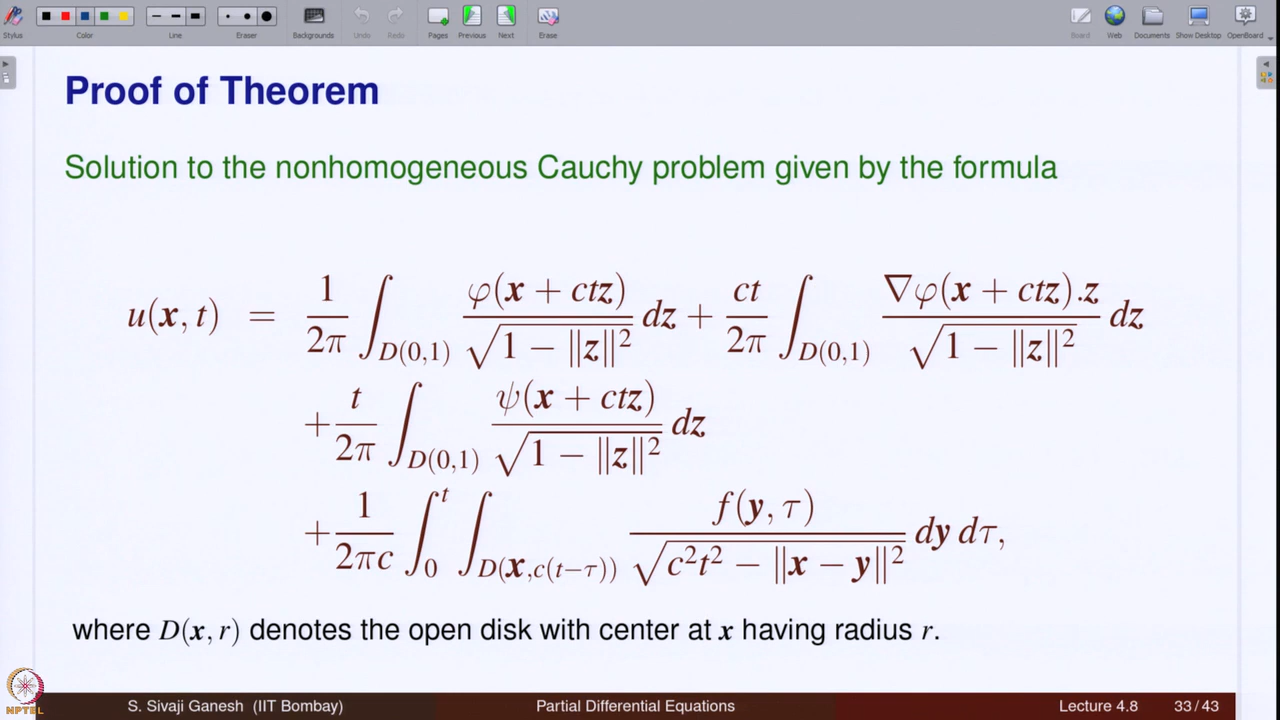 Stylus Color Line Eraser Backgrounds Undo Redo Pages Previous Next Erase Board Web Documents Show Desktop OpenBoard
Proof of Theorem
Solution to the nonhomogeneous Cauchy problem given by the formula
u(x, t) = 1/2π ∫_{D(0,1)} φ(x + ctz)/√(1 − ‖z‖²) dz + ct/2π ∫_{D(0,1)} ∇φ(x + ctz).z/√(1 − ‖z‖²) dz
+ t/2π ∫_{D(0,1)} ψ(x + ctz)/√(1 − ‖z‖²) dz
+ 1/2πc ∫_0^t ∫_{D(x,c(t−τ))} f(y, τ)/√(c²t² − ‖x − y‖²) dy dτ,
where D(x, r) denotes the open disk with center at x having radius r.
NPTEL
S. Sivaji Ganesh (IIT Bombay) Partial Differential Equations Lecture 4.8 33 / 43